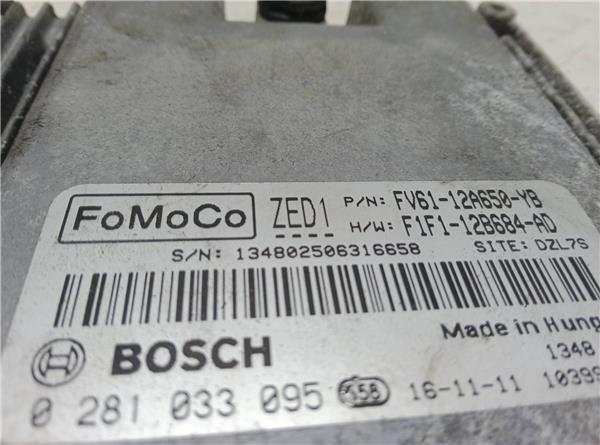 FoMoCo ZED1 P/N: FV61-12A650-YB
H/W: F1F1-12B684-AD
S/N: 134802506316658 SITE: DZL7S
BOSCH Made in Hung
1348
0 281 033 095 K58 16-11-11 10399